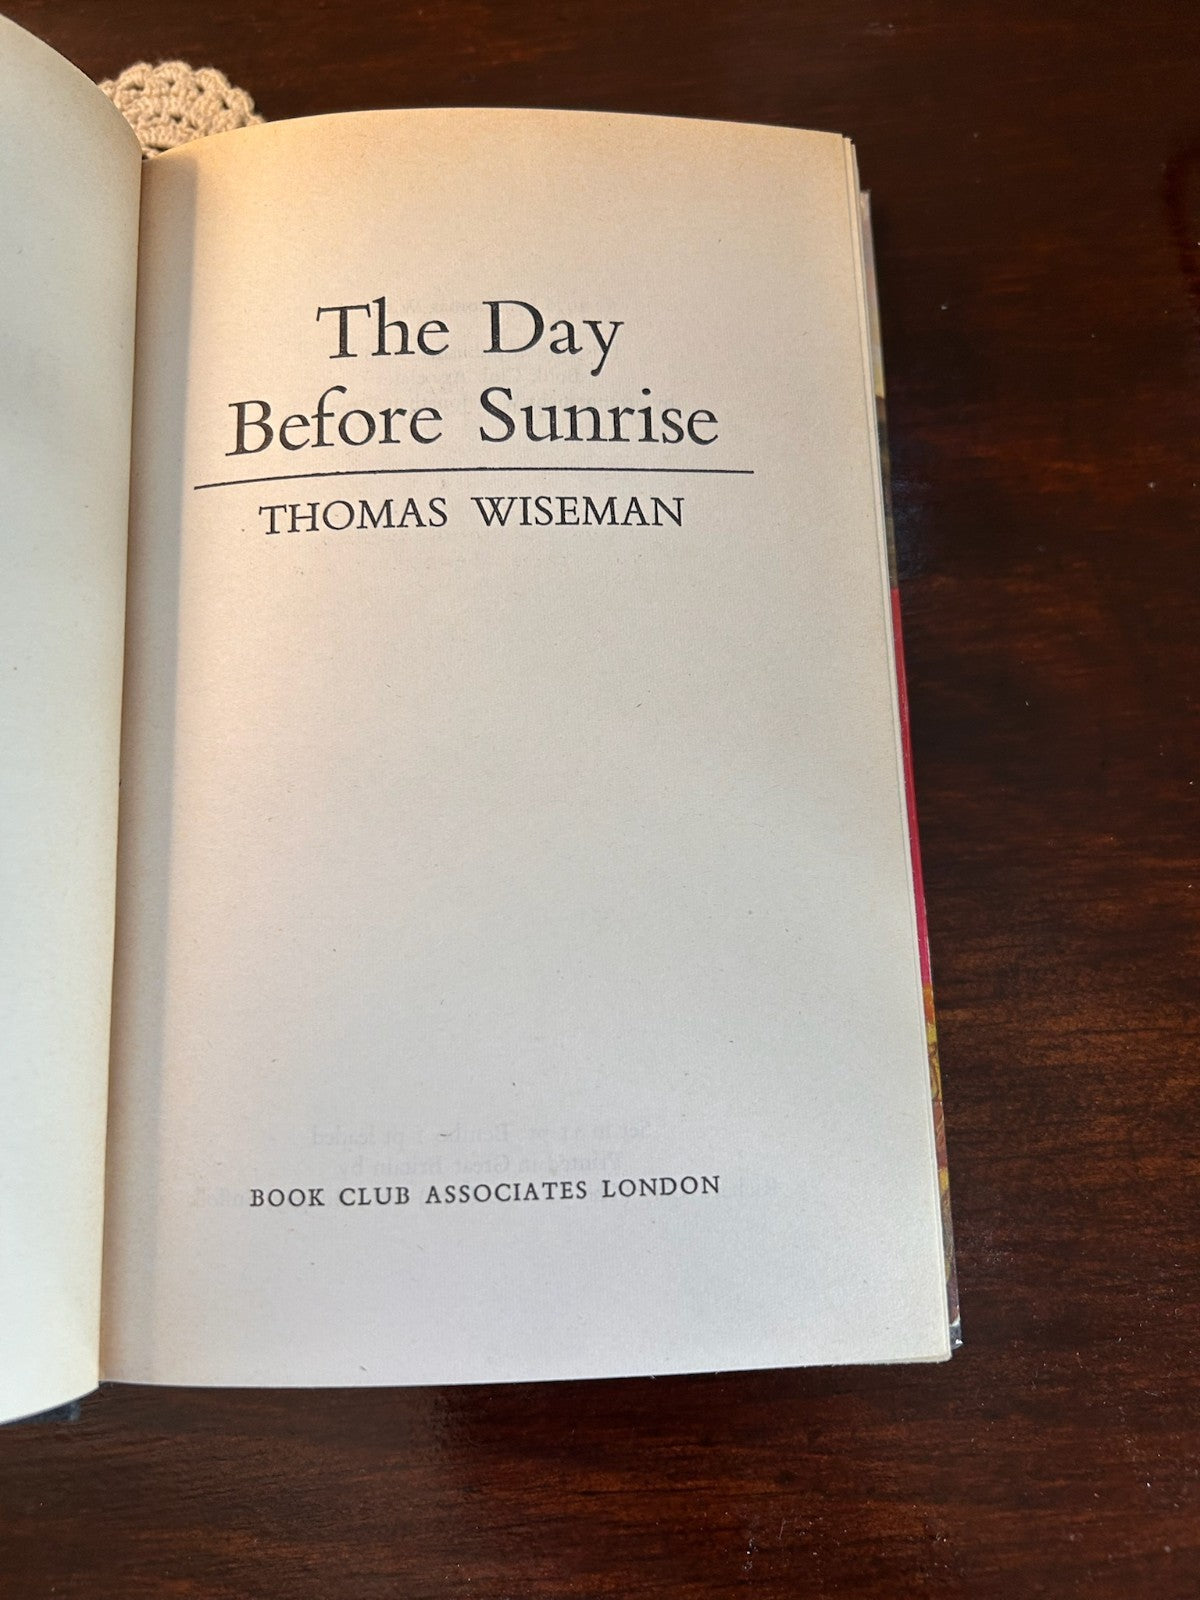 The Day
Before Sunrise
THOMAS WISEMAN
BOOK CLUB ASSOCIATES LONDON